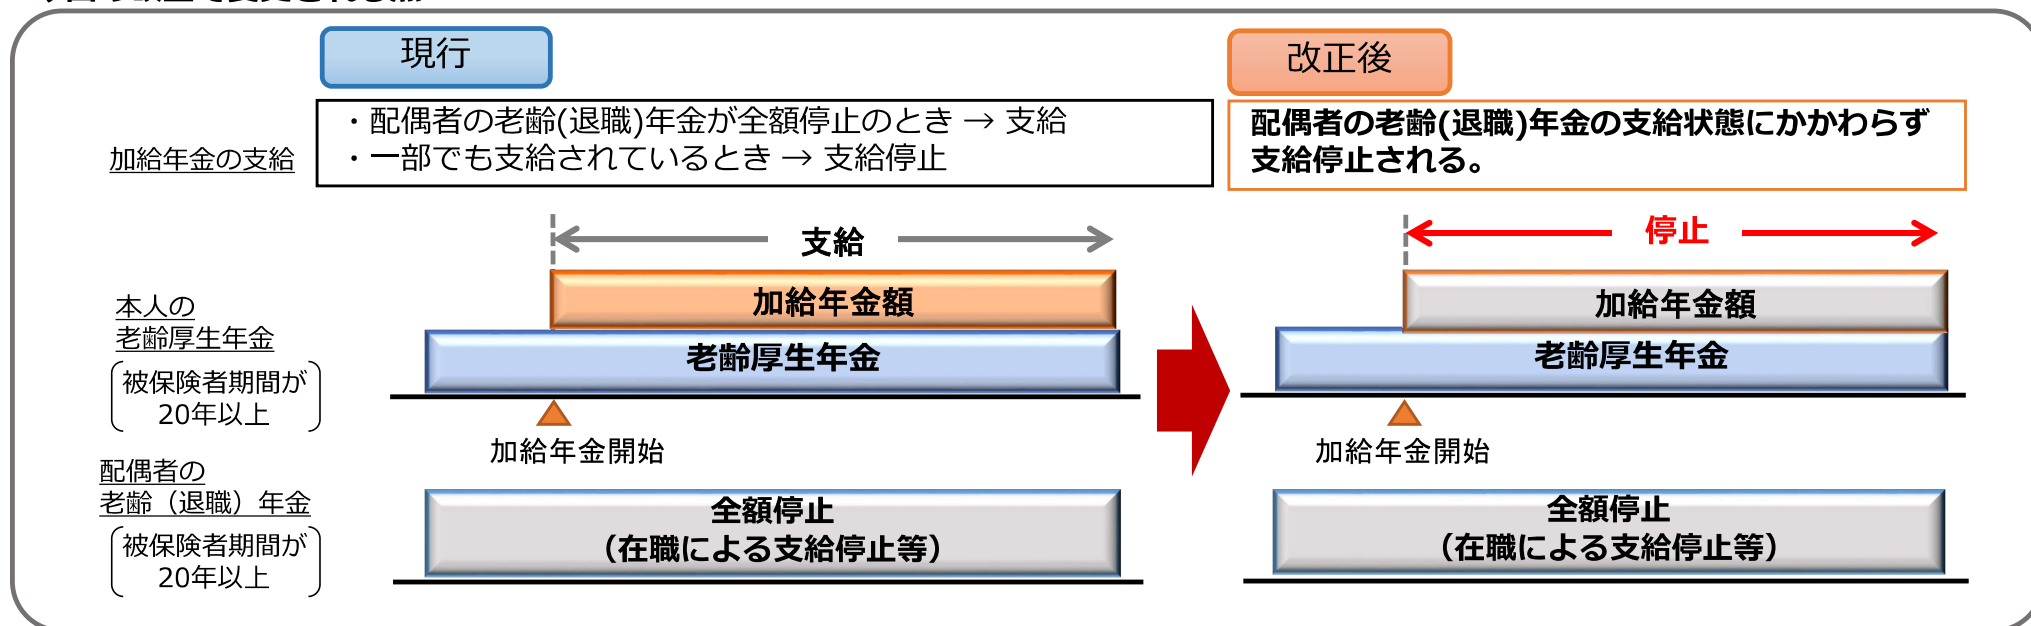 現行
改正後
加給年金の支給
・配偶者の老齢(退職)年金が全額停止のとき → 支給
・一部でも支給されているとき → 支給停止
配偶者の老齢(退職)年金の支給状態にかかわらず
支給停止される。
支給
停止
本人の
老齢厚生年金
被保険者期間が
20年以上
加給年金額
老齢厚生年金
加給年金開始
加給年金額
老齢厚生年金
加給年金開始
配偶者の
老齢（退職）年金
被保険者期間が
20年以上
全額停止
（在職による支給停止等）
全額停止
（在職による支給停止等）